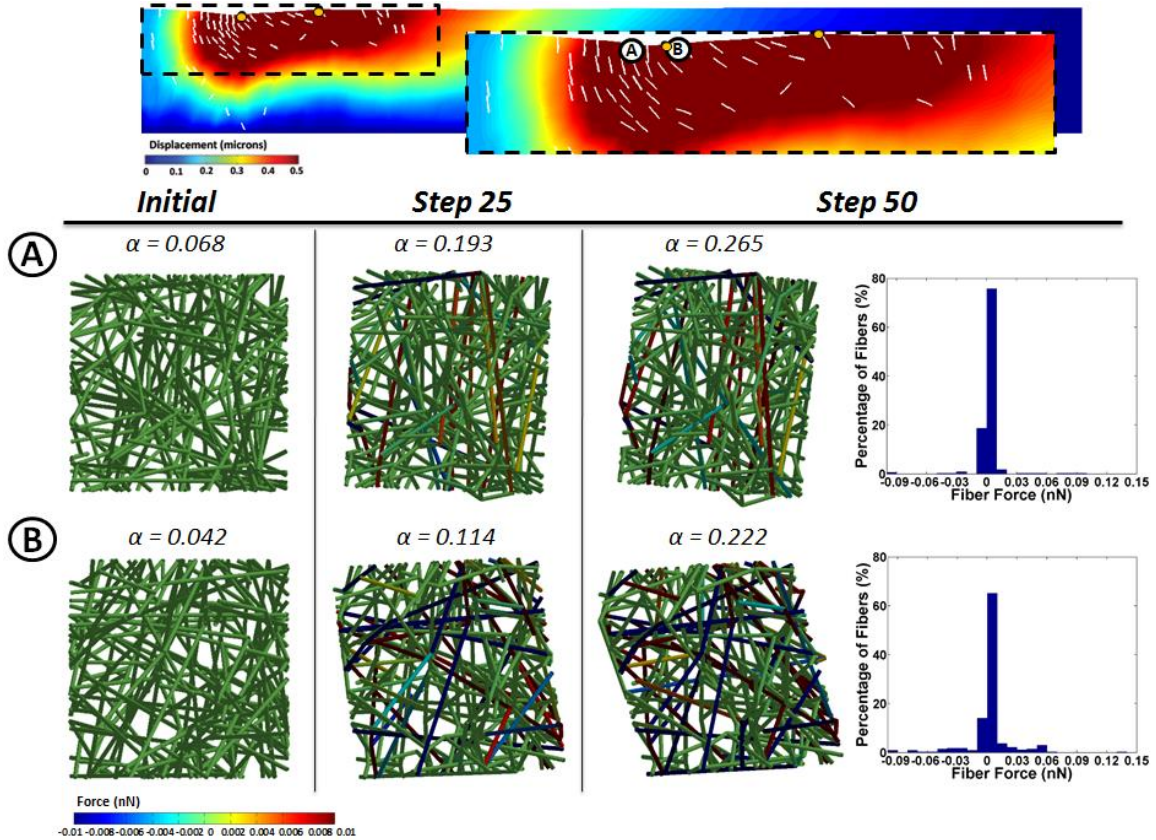 A B
Displacement (microns)
0 0.1 0.2 0.3 0.4 0.5
Initial Step 25 Step 50
A
α = 0.068 α = 0.193 α = 0.265
80
60
40
20
0
Percentage of Fibers (%)
-0.09 -0.06 -0.03 0 0.03 0.06 0.09 0.12 0.15
Fiber Force (nN)
B
α = 0.042 α = 0.114 α = 0.222
80
60
40
20
0
Percentage of Fibers (%)
-0.09 -0.06 -0.03 0 0.03 0.06 0.09 0.12 0.15
Fiber Force (nN)
Force (nN)
-0.01 -0.008 -0.006 -0.004 -0.002 0 0.002 0.004 0.006 0.008 0.01